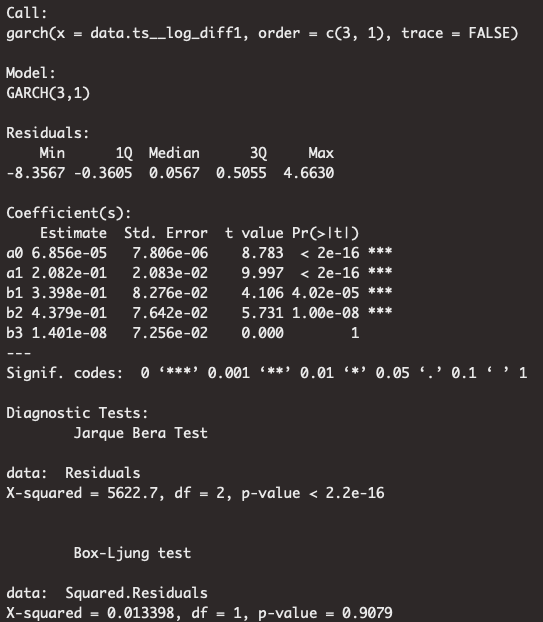 Call:
garch(x = data.ts__log_diff1, order = c(3, 1), trace = FALSE)
Model:
GARCH(3,1)
Residuals:
Min 1Q Median 3Q Max
-8.3567 -0.3605 0.0567 0.5055 4.6630
Coefficient(s):
Estimate Std. Error t value Pr(>|t|)
a0 6.856e-05 7.806e-06 8.783 < 2e-16 ***
a1 2.082e-01 2.083e-02 9.997 < 2e-16 ***
b1 3.398e-01 8.276e-02 4.106 4.02e-05 ***
b2 4.379e-01 7.642e-02 5.731 1.00e-08 ***
b3 1.401e-08 7.256e-02 0.000 1
---
Signif. codes: 0 ‘***’ 0.001 ‘**’ 0.01 ‘*’ 0.05 ‘.’ 0.1 ‘ ’ 1
Diagnostic Tests:
Jarque Bera Test
data: Residuals
X-squared = 5622.7, df = 2, p-value < 2.2e-16
Box-Ljung test
data: Squared.Residuals
X-squared = 0.013398, df = 1, p-value = 0.9079